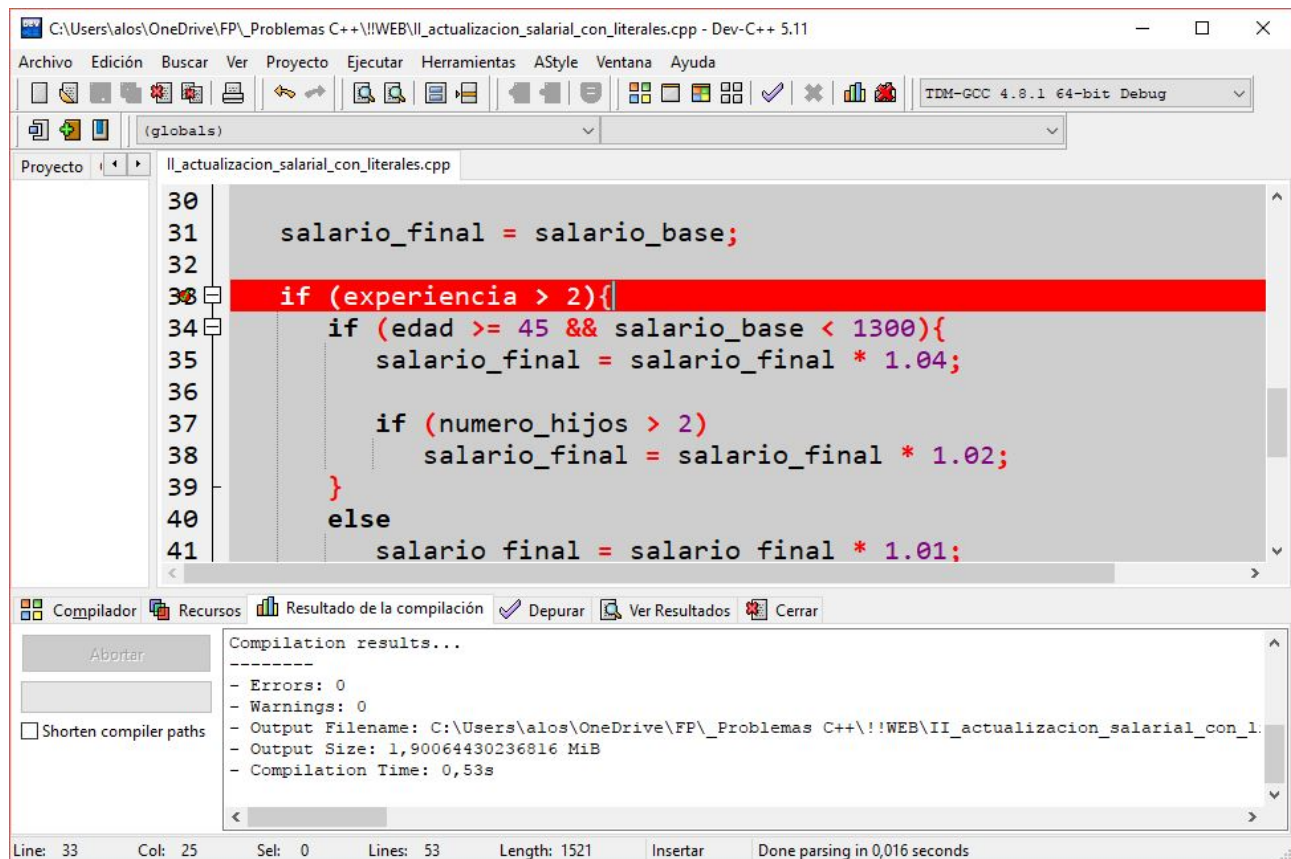 C:\Users\alos\OneDrive\FP\_Problemas C++\!!WEB\II_actualizacion_salarial_con_literales.cpp - Dev-C++ 5.11
Archivo Edición Buscar Ver Proyecto Ejecutar Herramientas AStyle Ventana Ayuda
TDM-GCC 4.8.1 64-bit Debug
(globals)
Proyecto II_actualizacion_salarial_con_literales.cpp
30
31 salario_final = salario_base;
32
33 if (experiencia > 2){
34 if (edad >= 45 && salario_base < 1300){
35 salario_final = salario_final * 1.04;
36
37 if (numero_hijos > 2)
38 salario_final = salario_final * 1.02;
39 }
40 else
41 salario_final = salario_final * 1.01;
Compilador Recursos Resultado de la compilación Depurar Ver Resultados Cerrar
Abortar
Shorten compiler paths
Compilation results...
--------
- Errors: 0
- Warnings: 0
- Output Filename: C:\Users\alos\OneDrive\FP\_Problemas C++\!!WEB\II_actualizacion_salarial_con_l
- Output Size: 1,90064430236816 MiB
- Compilation Time: 0,53s
Line: 33 Col: 25 Sel: 0 Lines: 53 Length: 1521 Insertar Done parsing in 0,016 seconds